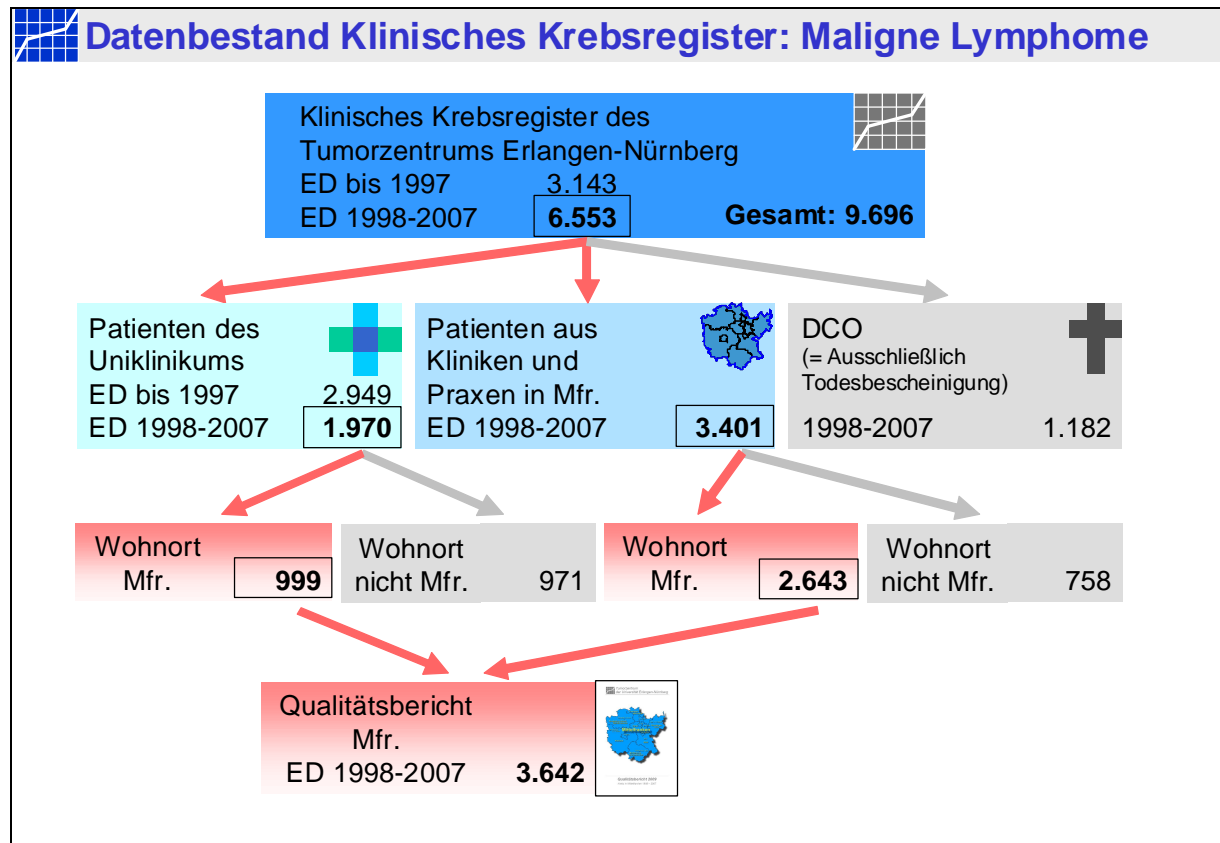 Datenbestand Klinisches Krebsregister: Maligne Lymphome
Klinisches Krebsregister des
Tumorzentrums Erlangen-Nürnberg
ED bis 1997 3.143
ED 1998-2007 6.553 Gesamt: 9.696
Patienten des
Uniklinikums
ED bis 1997 2.949
ED 1998-2007 1.970
Patienten aus
Kliniken und
Praxen in Mfr.
ED 1998-2007 3.401
DCO
(= Ausschließlich
Todesbescheinigung)
1998-2007 1.182
Wohnort
Mfr. 999
Wohnort
nicht Mfr. 971
Wohnort
Mfr. 2.643
Wohnort
nicht Mfr. 758
Qualitätsbericht
Mfr.
ED 1998-2007 3.642
Mittelfranken
Qualitätsbericht 2009